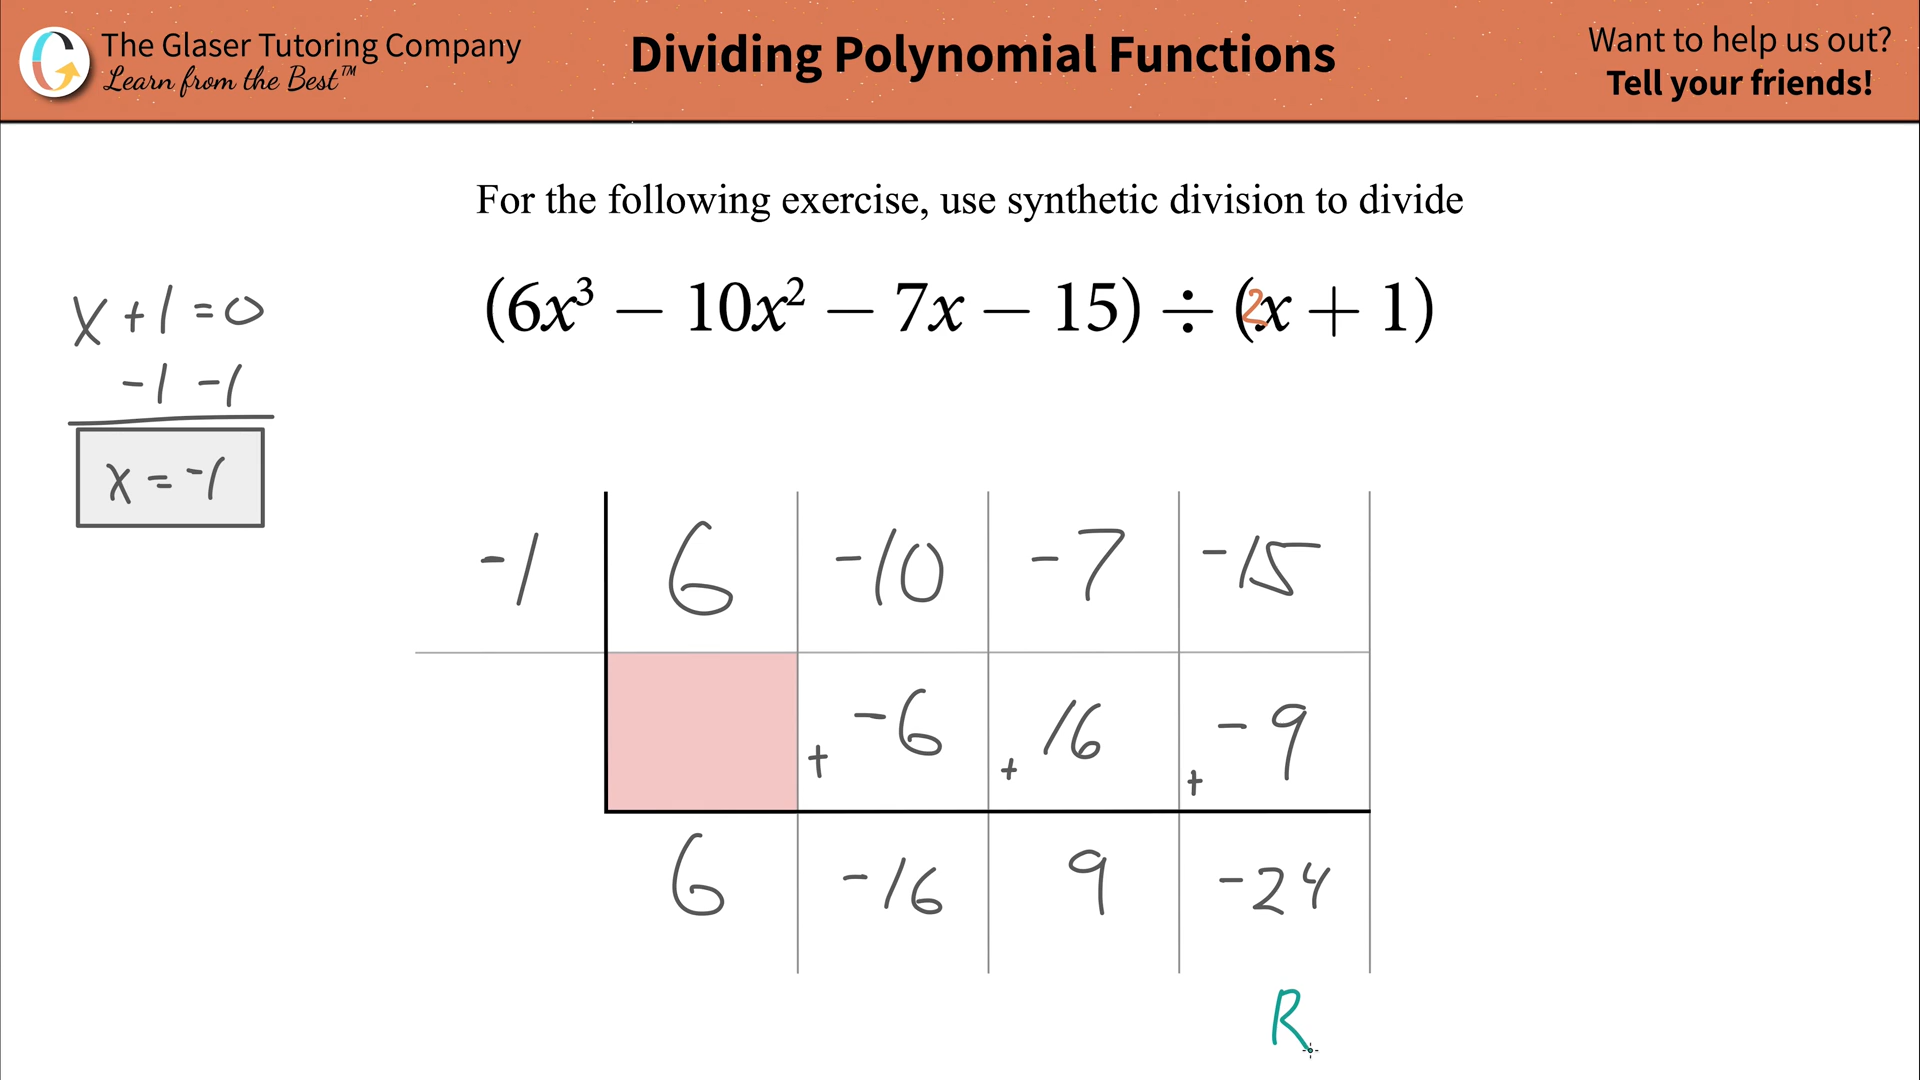 The Glaser Tutoring Company
Learn from the Best™
Dividing Polynomial Functions
Want to help us out?
Tell your friends!
For the following exercise, use synthetic division to divide
(6x³ − 10x² − 7x − 15) ÷ (2x + 1)
x + 1 = 0
-1 -1
x = -1
-1 6 -10 -7 -15
+ -6 + 16 + -9
6 -16 9 -24
R